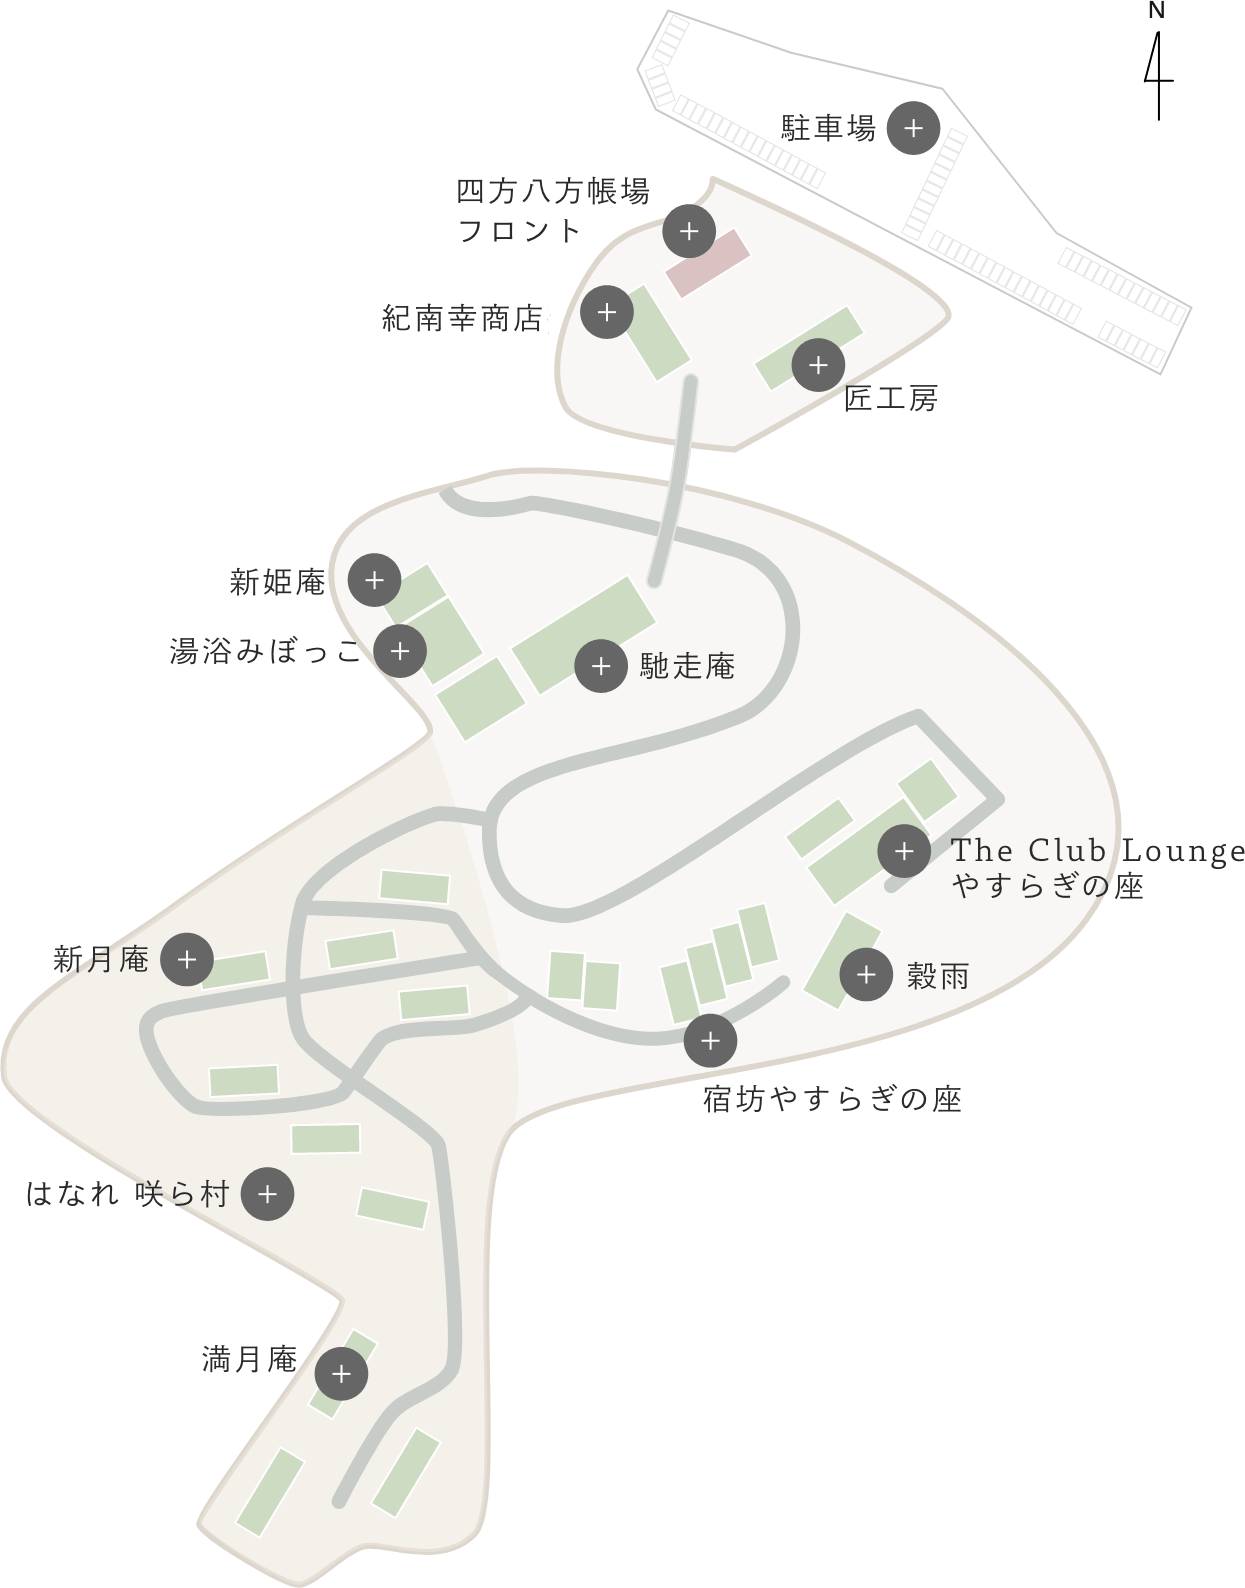 N
駐車場
四方八方帳場
フロント
紀南幸商店
匠工房
新姫庵
湯浴みぼっこ
馳走庵
The Club Lounge
やすらぎの座
新月庵
穀雨
宿坊やすらぎの座
はなれ 咲ら村
満月庵